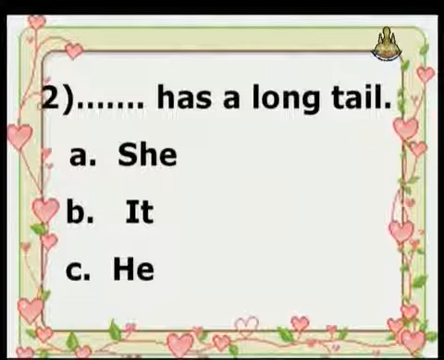 2)....... has a long tail.
a. She
b. It
c. He